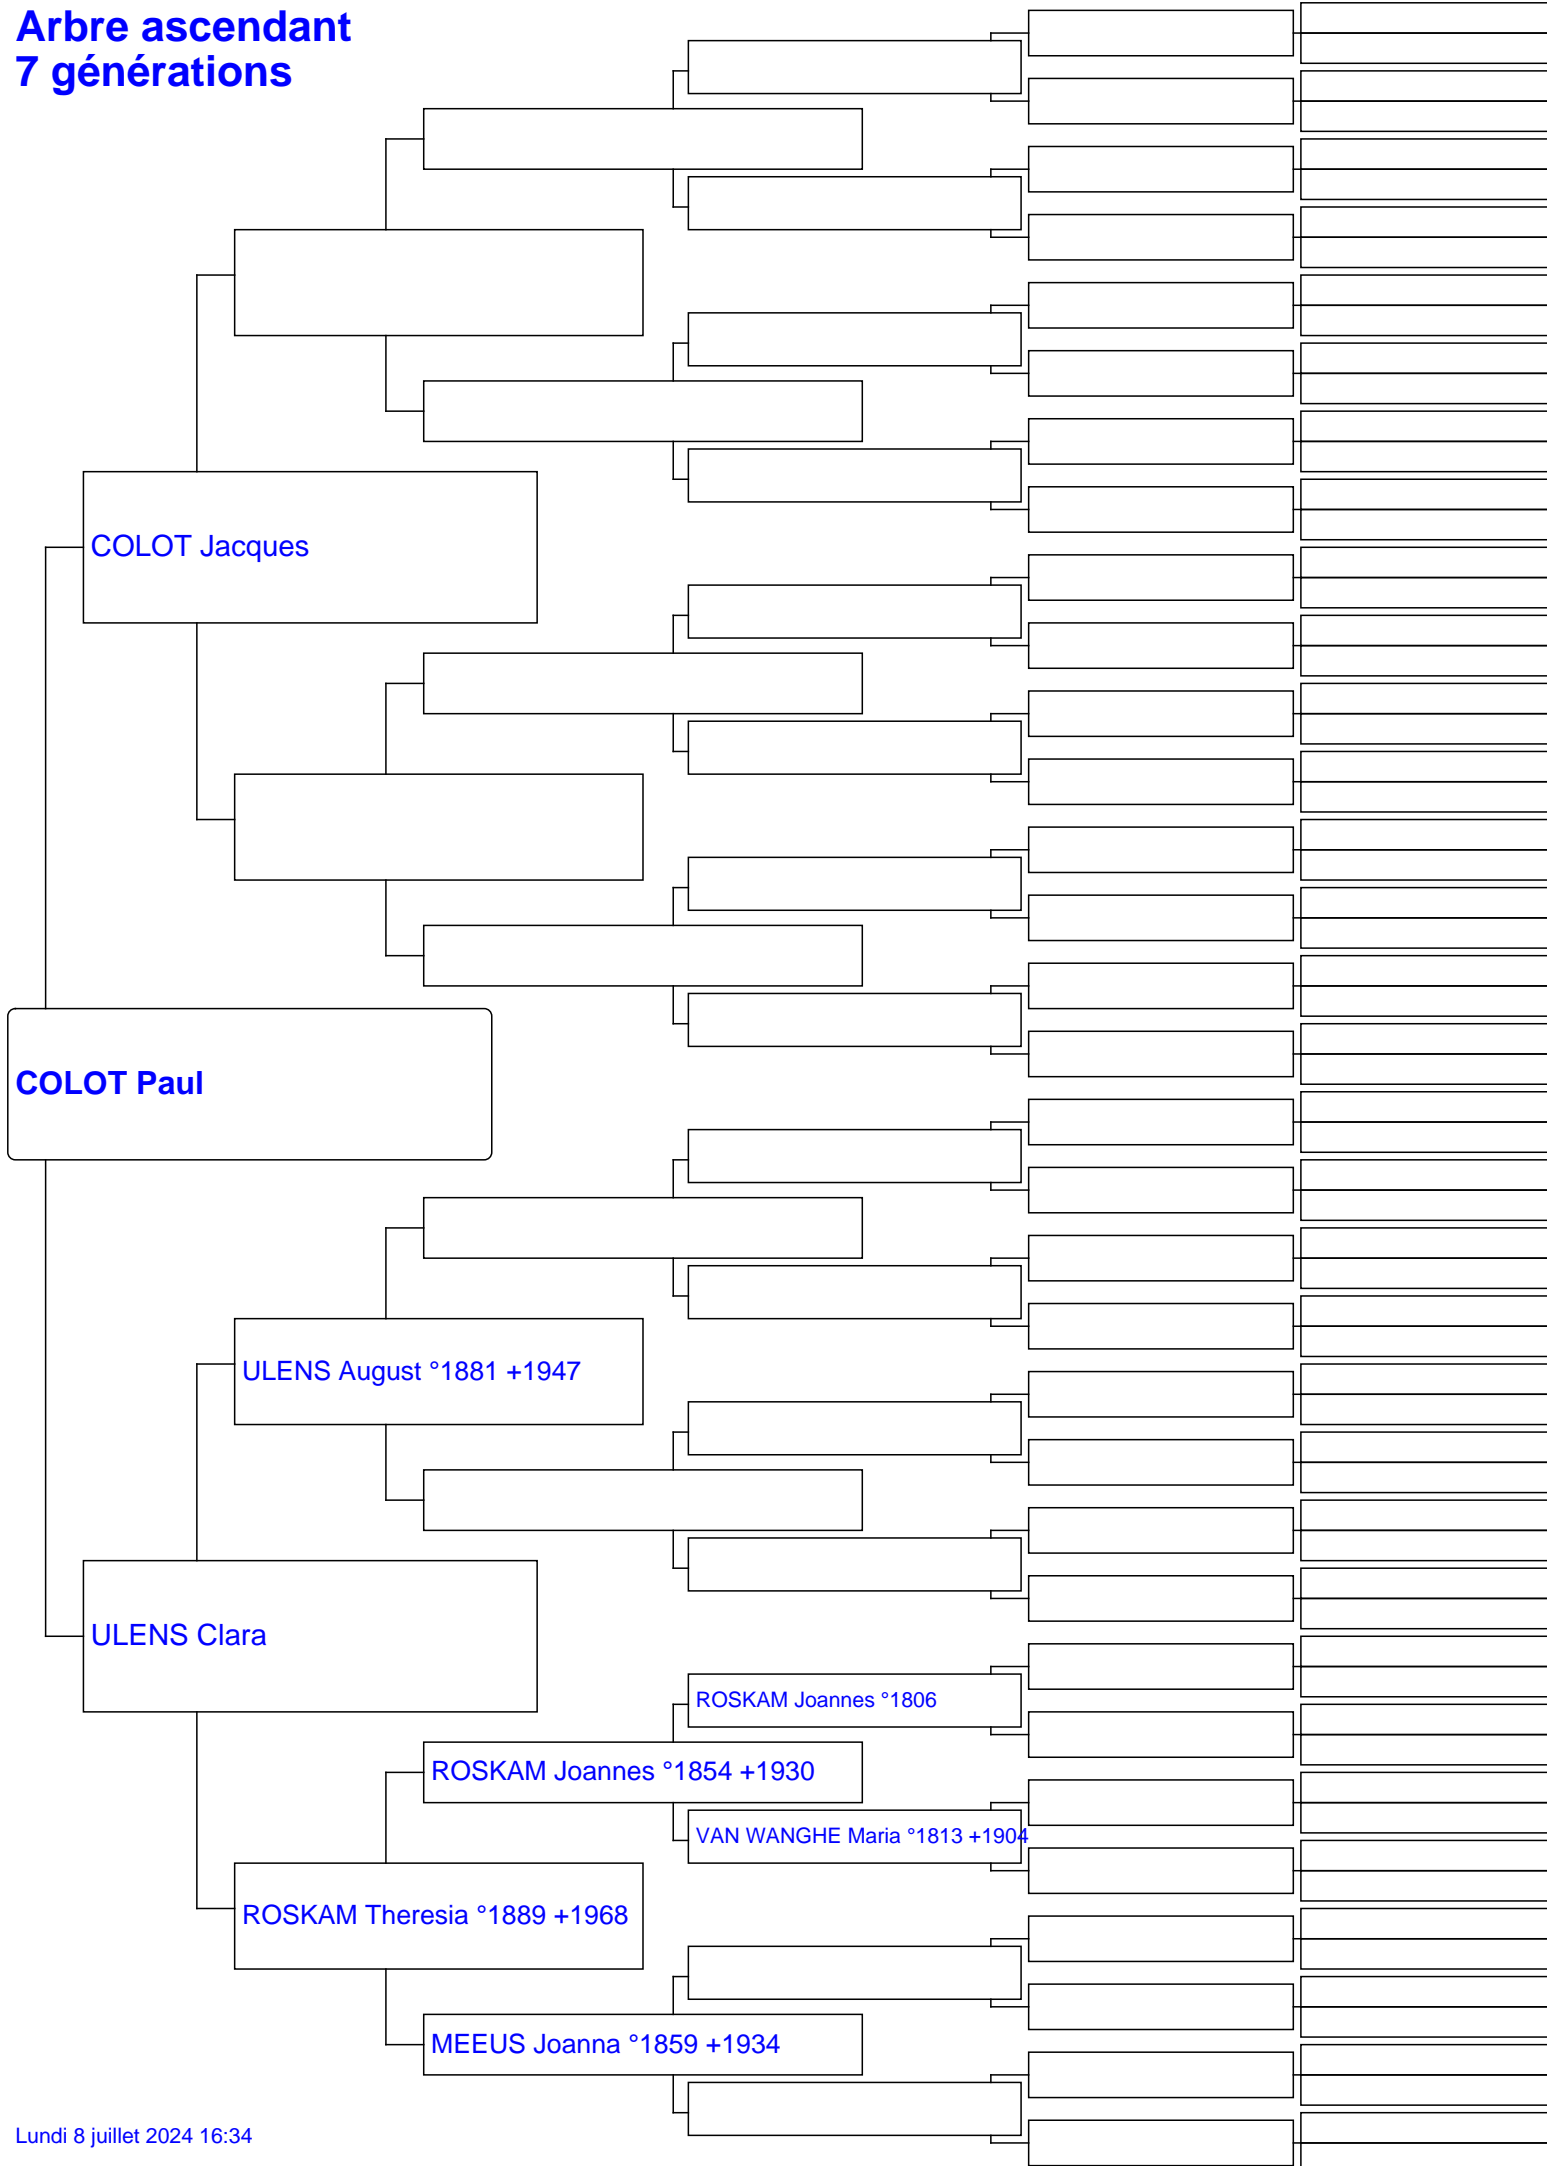 Arbre ascendant
7 générations
COLOT Jacques
COLOT Paul
ULENS August °1881 +1947
ULENS Clara
ROSKAM Joannes °1806
ROSKAM Joannes °1854 +1930
VAN WANGHE Maria °1813 +1904
ROSKAM Theresia °1889 +1968
MEEUS Joanna °1859 +1934
Lundi 8 juillet 2024 16:34